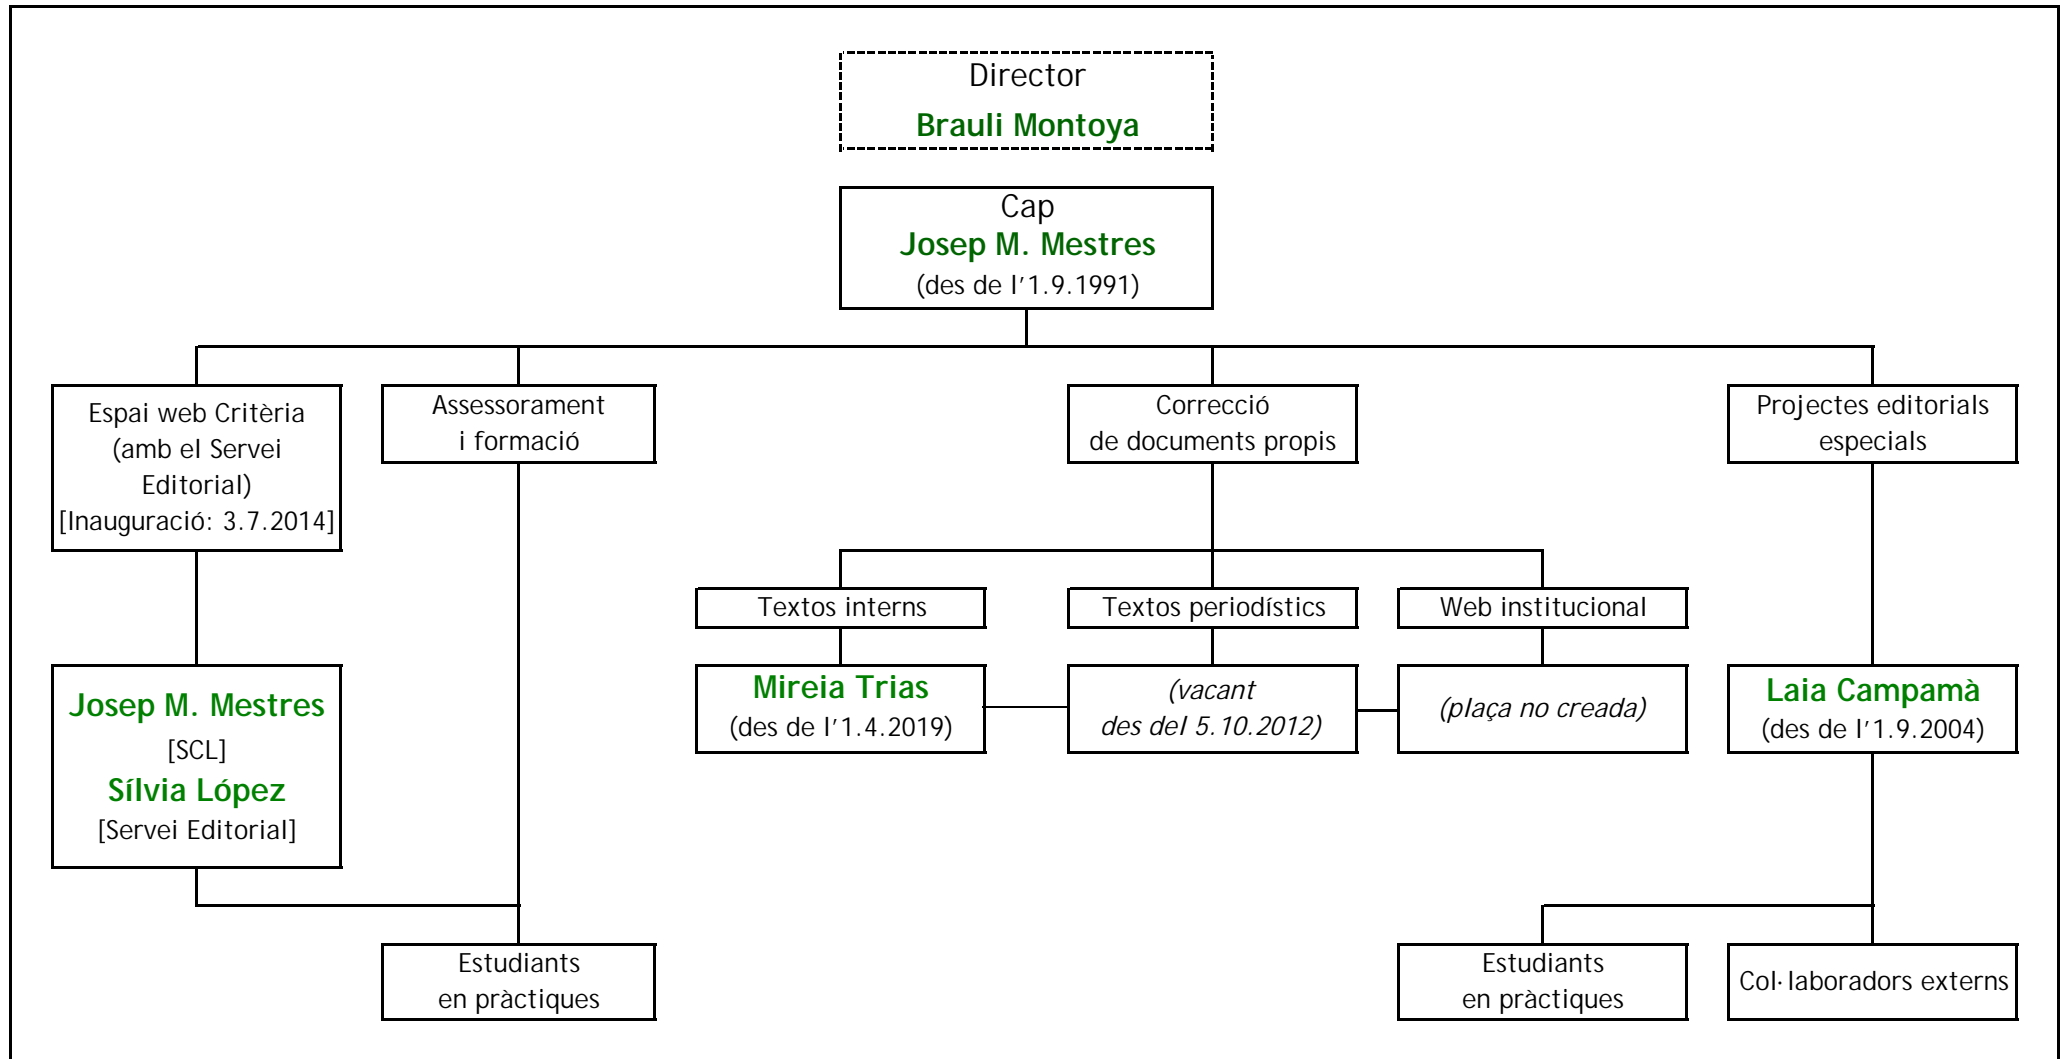 Director
Brauli Montoya
Cap
Josep M. Mestres
(des de l’1.9.1991)
Espai web Critèria
(amb el Servei
Editorial)
[Inauguració: 3.7.2014]
Assessorament
i formació
Correcció
de documents propis
Projectes editorials
especials
Textos interns
Textos periodístics
Web institucional
Josep M. Mestres
[SCL]
Sílvia López
[Servei Editorial]
Mireia Trias
(des de l’1.4.2019)
(vacant
des del 5.10.2012)
(plaça no creada)
Laia Campamà
(des de l’1.9.2004)
Estudiants
en pràctiques
Estudiants
en pràctiques
Col·laboradors externs